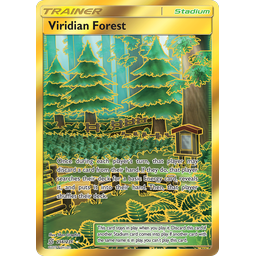 TRAINER
Stadium
Viridian Forest
Once during each player's turn, that player may
discard a card from their hand. If they do, that player
searches their deck for a basic Energy card, reveals
it, and puts it into their hand. Then, that player
shuffles their deck.
This card stays in play when you play it. Discard this card if
another Stadium card comes into play. If another card with
the same name is in play, you can't play this card.